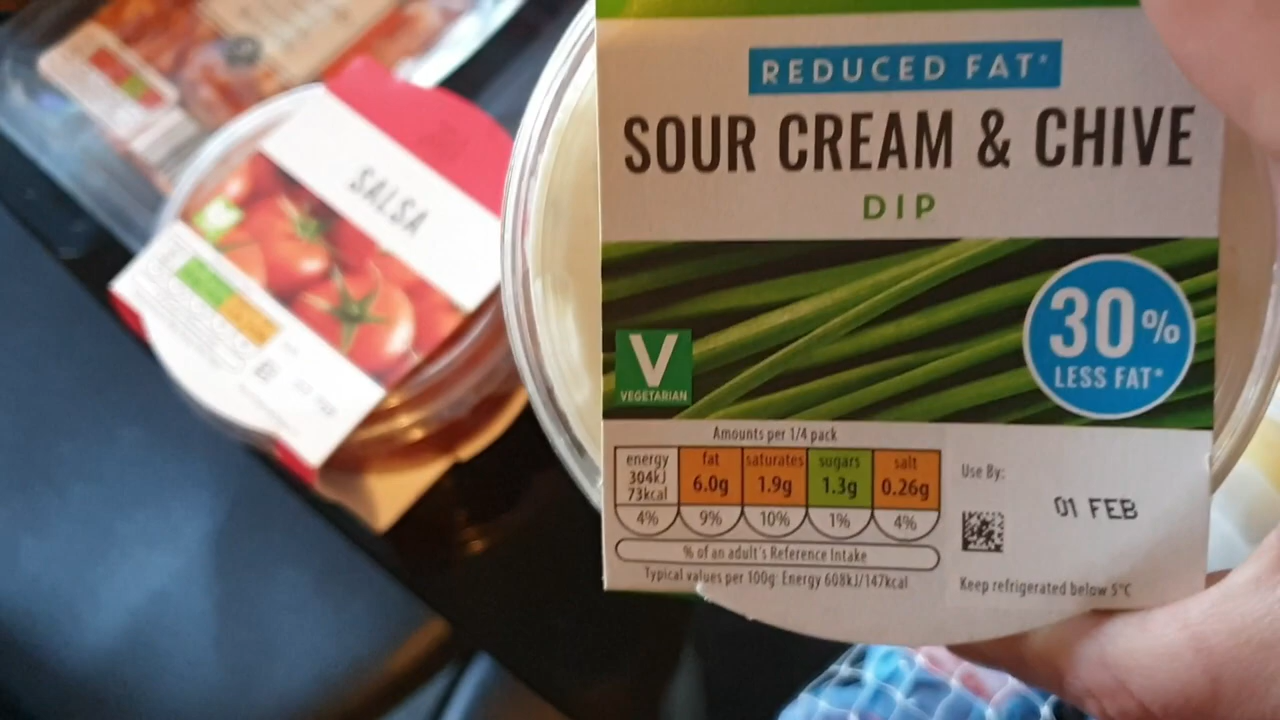 SALSA
REDUCED FAT*
SOUR CREAM & CHIVE
DIP
30%
LESS FAT*
V
VEGETARIAN
Amounts per 1/4 pack
energy 304kJ 73kcal 4%
fat 6.0g 9%
saturates 1.9g 10%
sugars 1.3g 1%
salt 0.26g 4%
% of an adult's Reference Intake
Typical values per 100g: Energy 608kJ/147kcal
Use By:
01 FEB
Keep refrigerated below 5°C